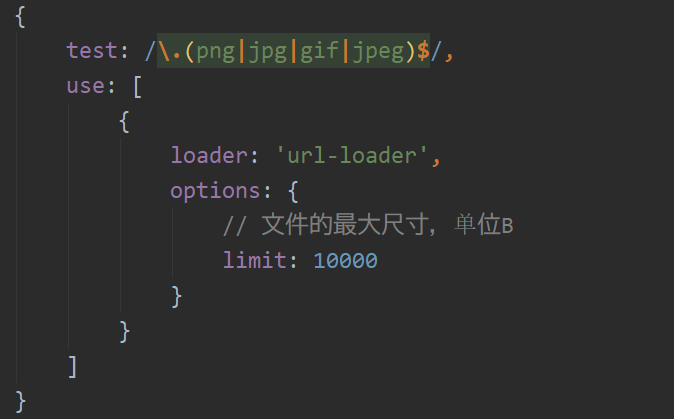 {
test: /\.(png|jpg|gif|jpeg)$/,
use: [
{
loader: 'url-loader',
options: {
// 文件的最大尺寸，单位B
limit: 10000
}
}
]
}